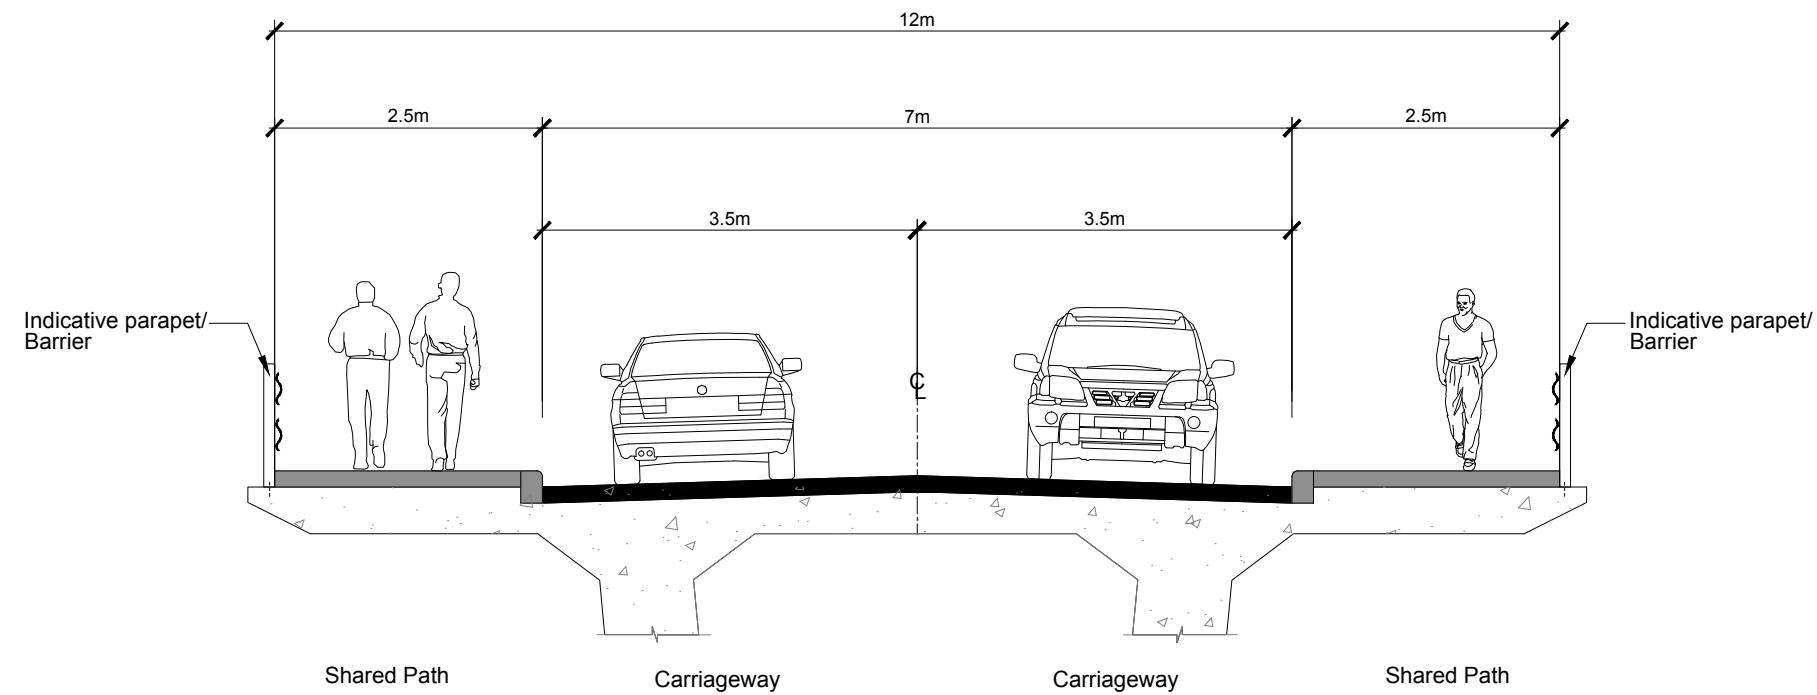 12m
2.5m
7m
2.5m
3.5m
3.5m
Indicative parapet/
Barrier
Indicative parapet/
Barrier
CL
Shared Path
Carriageway
Carriageway
Shared Path